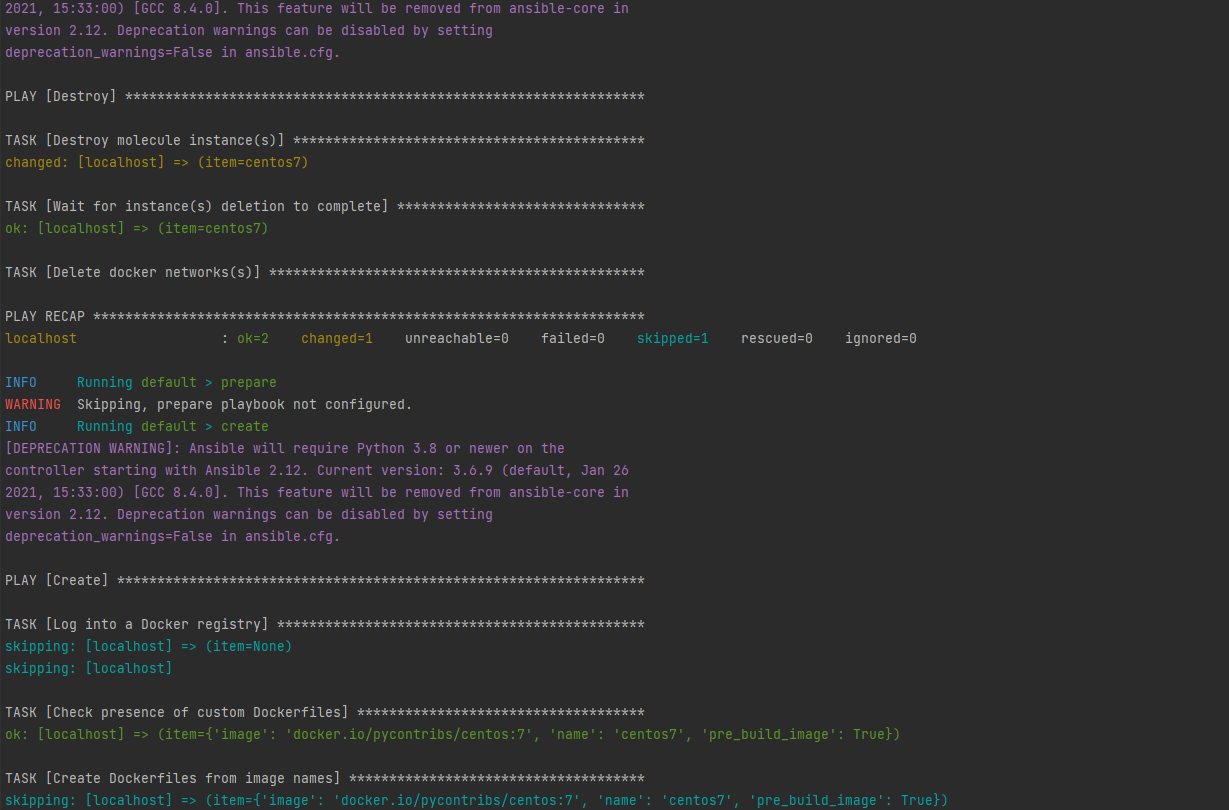 2021, 15:33:00) [GCC 8.4.0]. This feature will be removed from ansible-core in
version 2.12. Deprecation warnings can be disabled by setting
deprecation_warnings=False in ansible.cfg.
PLAY [Destroy] *****************************************************************
TASK [Destroy molecule instance(s)] ********************************************
changed: [localhost] => (item=centos7)
TASK [Wait for instance(s) deletion to complete] *******************************
ok: [localhost] => (item=centos7)
TASK [Delete docker networks(s)] ***********************************************
PLAY RECAP *********************************************************************
localhost                  : ok=2    changed=1    unreachable=0    failed=0    skipped=1    rescued=0    ignored=0
INFO     Running default > prepare
WARNING  Skipping, prepare playbook not configured.
INFO     Running default > create
[DEPRECATION WARNING]: Ansible will require Python 3.8 or newer on the
controller starting with Ansible 2.12. Current version: 3.6.9 (default, Jan 26
2021, 15:33:00) [GCC 8.4.0]. This feature will be removed from ansible-core in
version 2.12. Deprecation warnings can be disabled by setting
deprecation_warnings=False in ansible.cfg.
PLAY [Create] ******************************************************************
TASK [Log into a Docker registry] **********************************************
skipping: [localhost] => (item=None)
skipping: [localhost]
TASK [Check presence of custom Dockerfiles] ************************************
ok: [localhost] => (item={'image': 'docker.io/pycontribs/centos:7', 'name': 'centos7', 'pre_build_image': True})
TASK [Create Dockerfiles from image names] *************************************
skipping: [localhost] => (item={'image': 'docker.io/pycontribs/centos:7', 'name': 'centos7', 'pre_build_image': True})